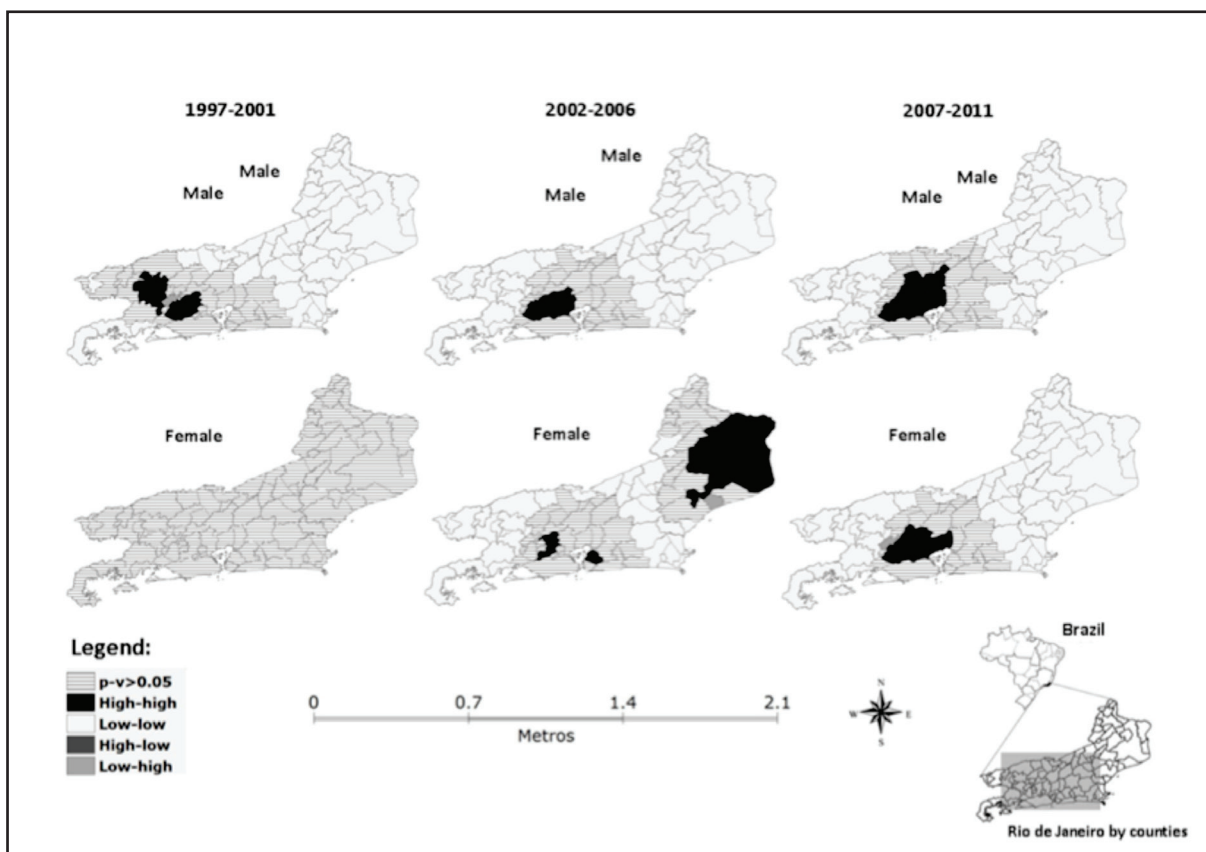 1997-2001
2002-2006
2007-2011
Male
Male
Male
Male
Male
Male
Female
Female
Female
Legend:
p-v>0.05
High-high
Low-low
High-low
Low-high
0 0.7 1.4 2.1
Metros
N
W E
S
Brazil
Rio de Janeiro by counties